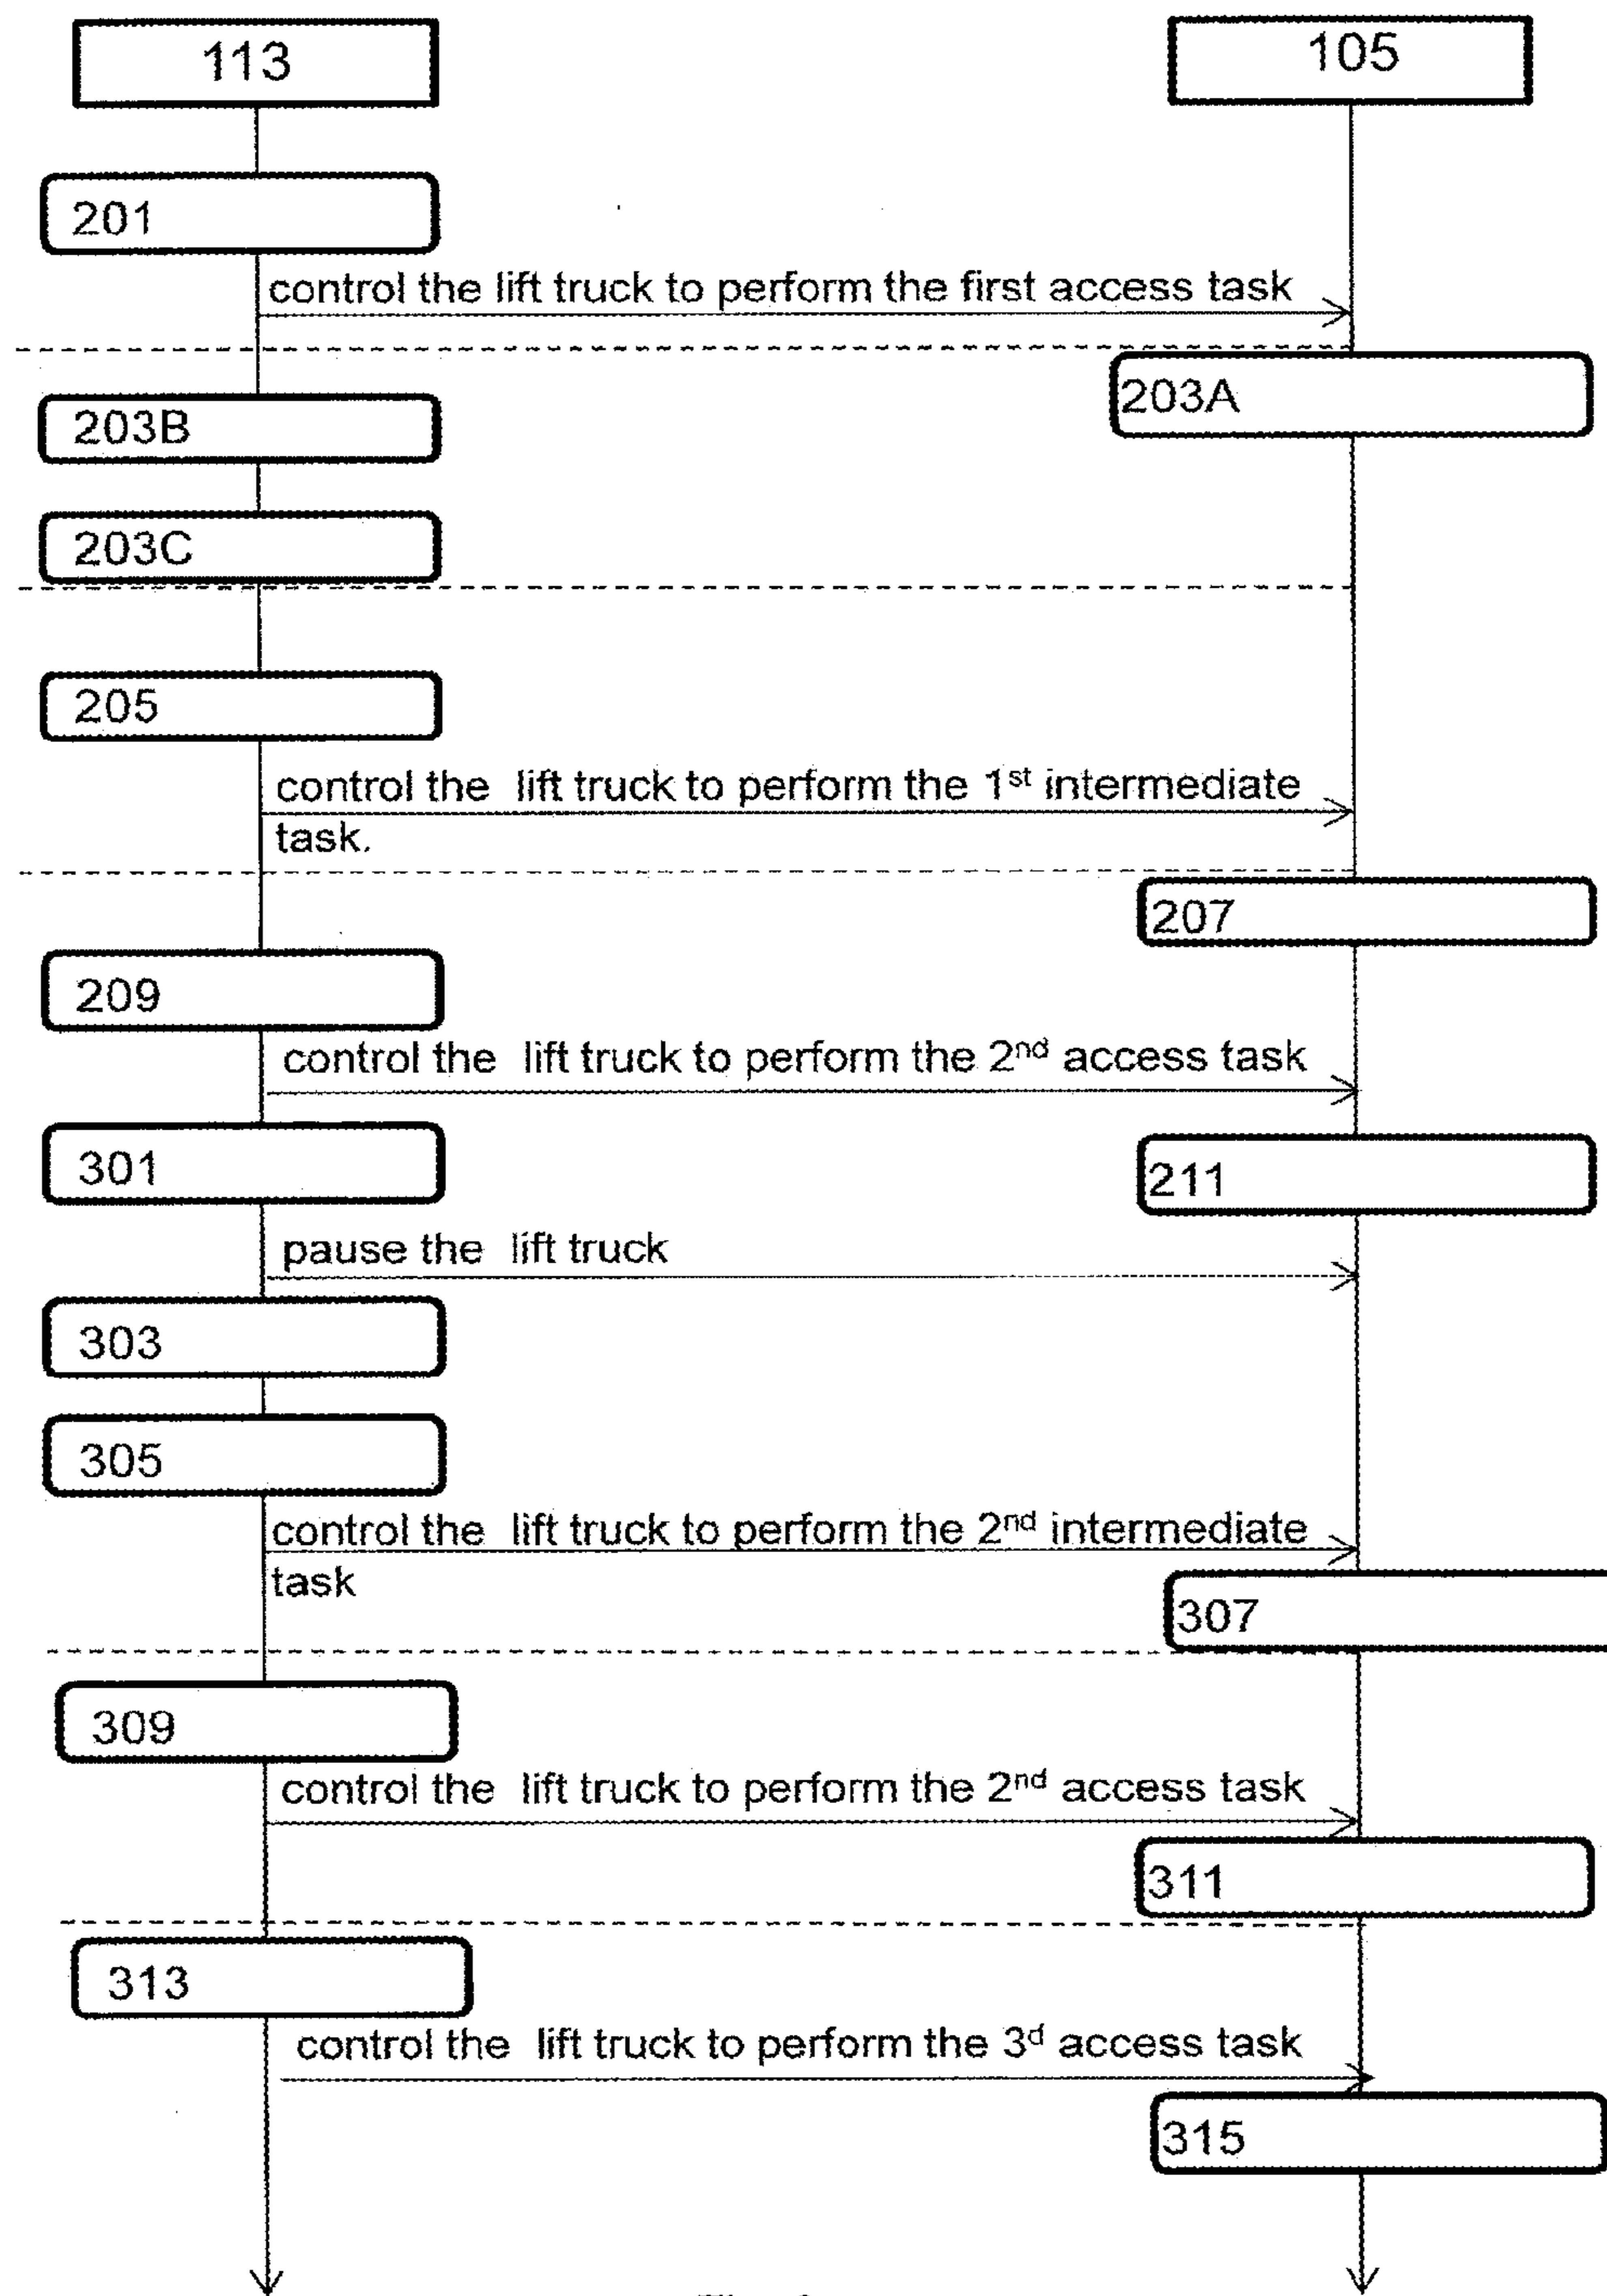 113
105
201
control the lift truck to perform the first access task
203A
203B
203C
205
control the lift truck to perform the 1st intermediate
task.
207
209
control the lift truck to perform the 2nd access task
301
211
pause the lift truck
303
305
control the lift truck to perform the 2nd intermediate
task
307
309
control the lift truck to perform the 2nd access task
311
313
control the lift truck to perform the 3d access task
315